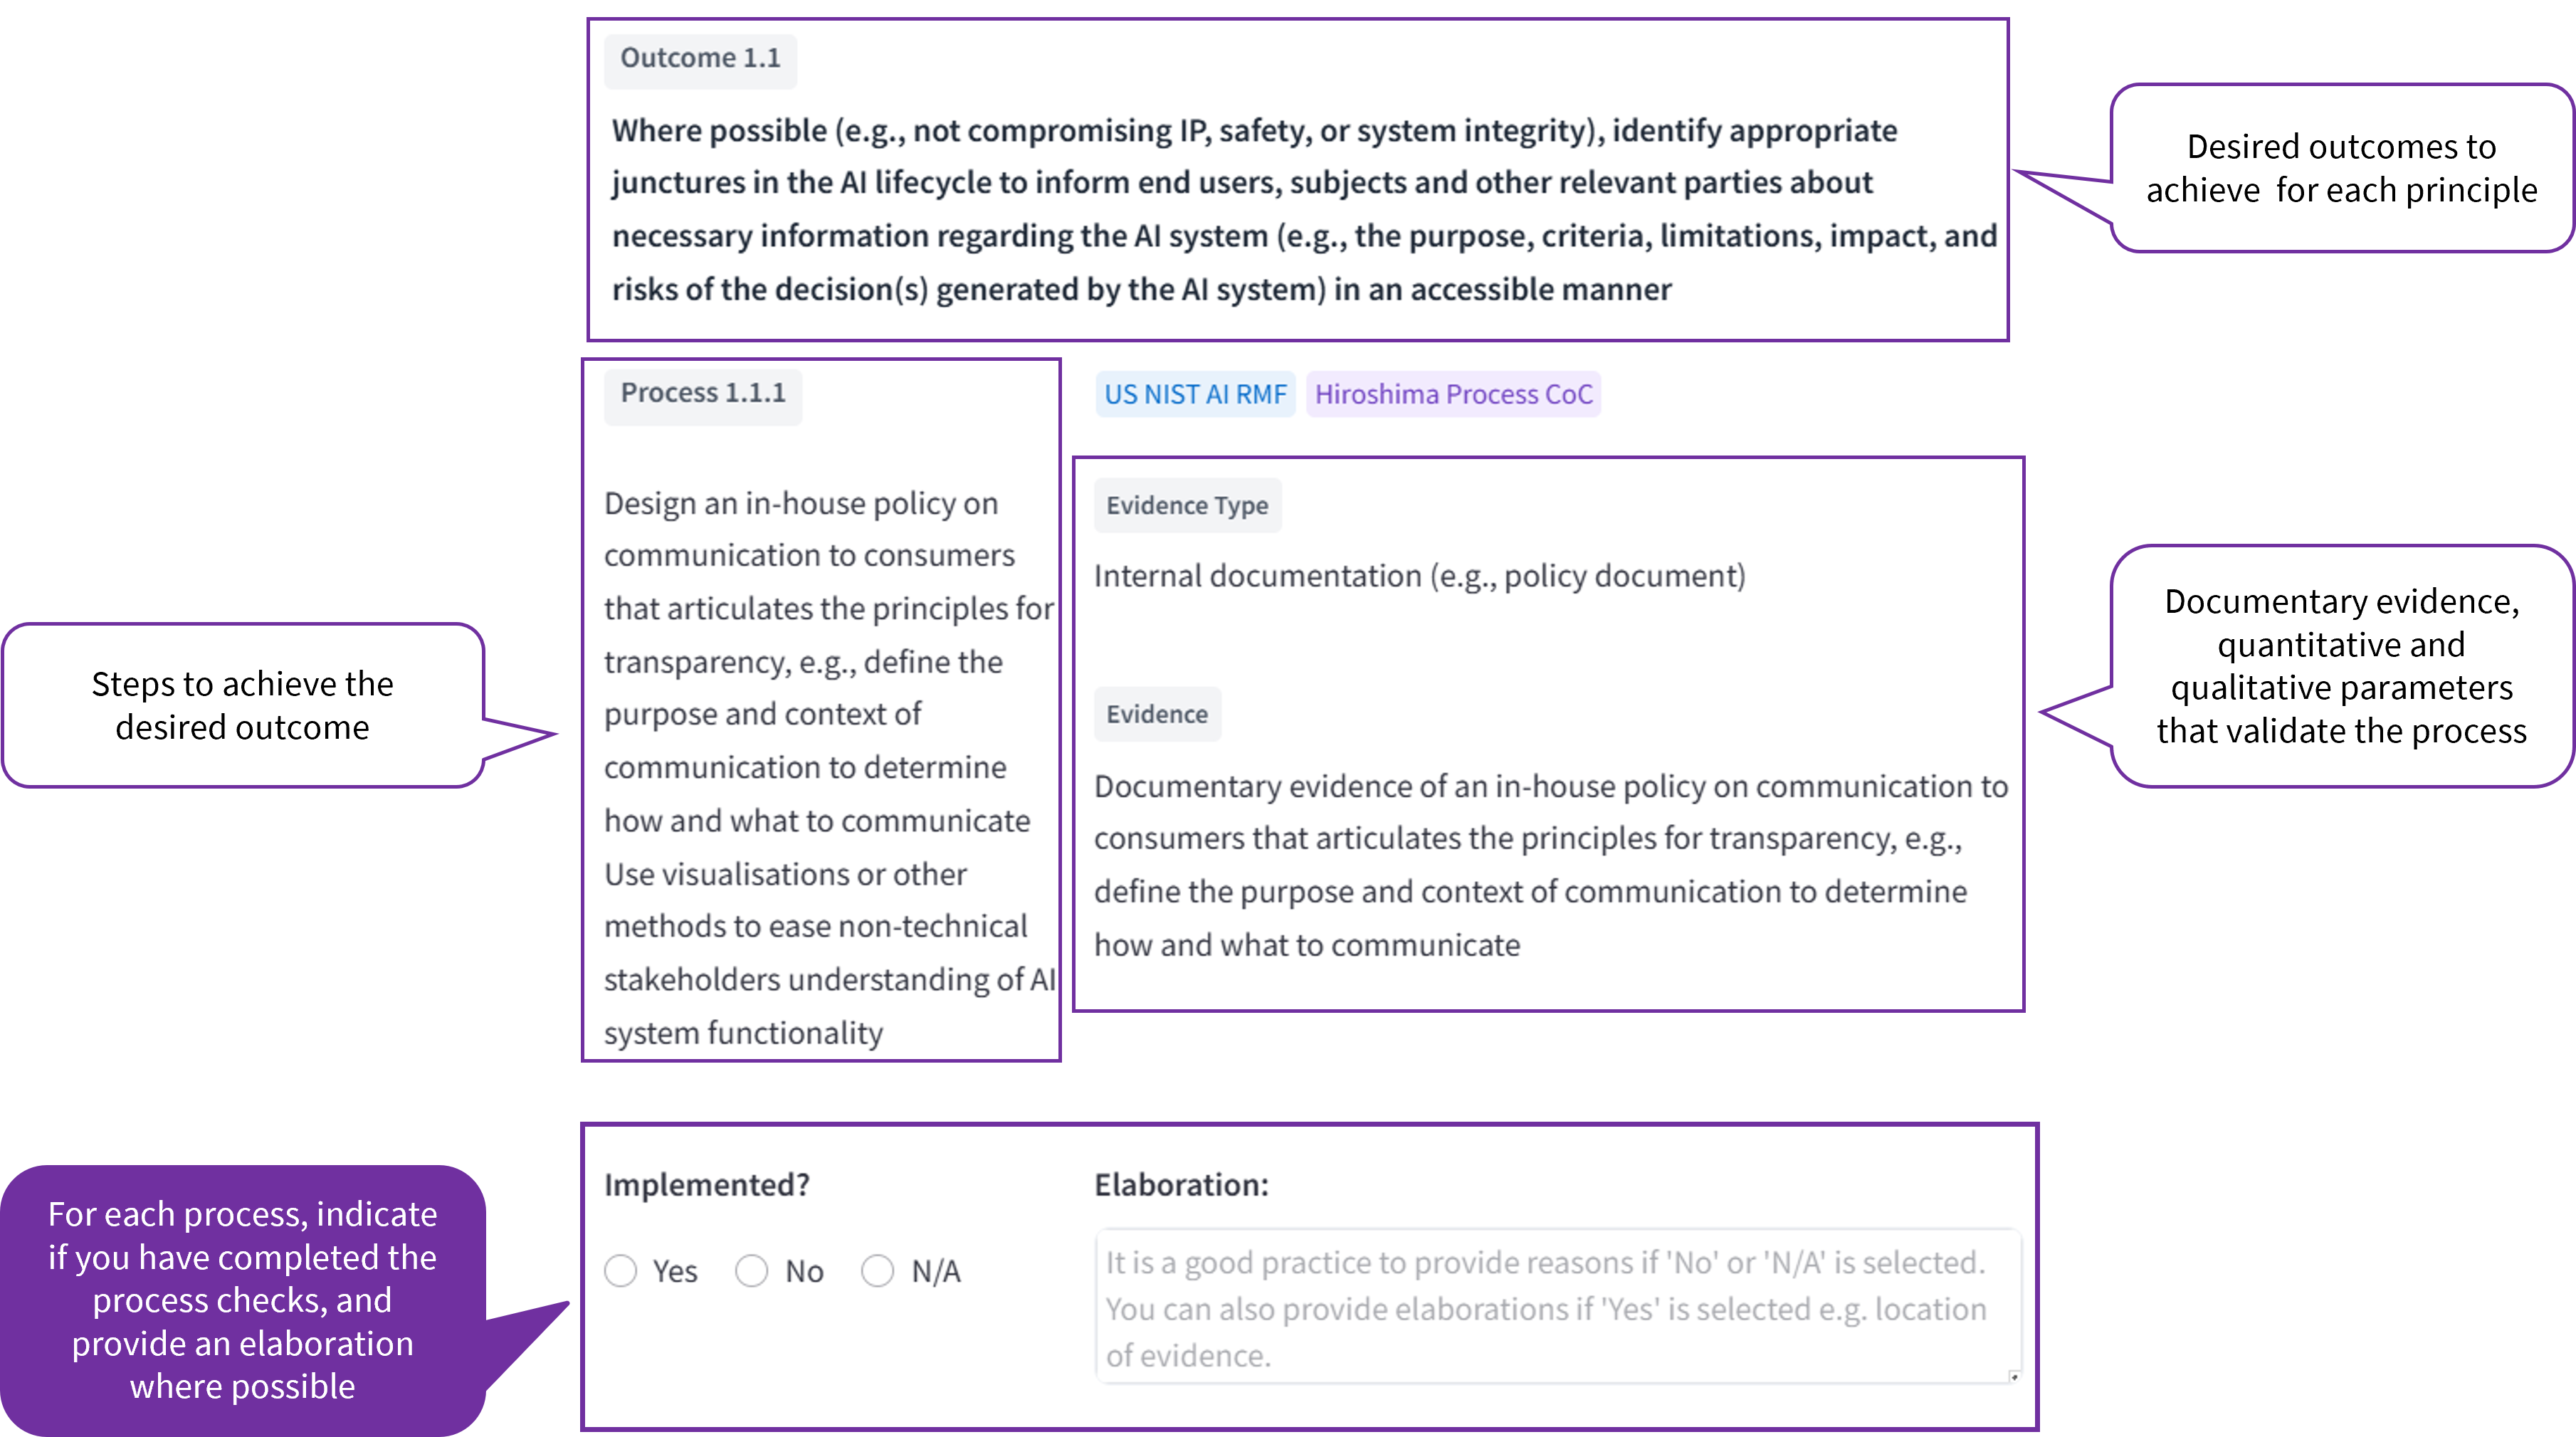 Outcome 1.1
Where possible (e.g., not compromising IP, safety, or system integrity), identify appropriate
junctures in the AI lifecycle to inform end users, subjects and other relevant parties about
necessary information regarding the AI system (e.g., the purpose, criteria, limitations, impact, and
risks of the decision(s) generated by the AI system) in an accessible manner
Desired outcomes to
achieve  for each principle
Process 1.1.1
Design an in-house policy on
communication to consumers
that articulates the principles for
transparency, e.g., define the
purpose and context of
communication to determine
how and what to communicate
Use visualisations or other
methods to ease non-technical
stakeholders understanding of AI
system functionality
Steps to achieve the
desired outcome
US NIST AI RMF
Hiroshima Process CoC
Evidence Type
Internal documentation (e.g., policy document)
Evidence
Documentary evidence of an in-house policy on communication to
consumers that articulates the principles for transparency, e.g.,
define the purpose and context of communication to determine
how and what to communicate
Documentary evidence,
quantitative and
qualitative parameters
that validate the process
For each process, indicate
if you have completed the
process checks, and
provide an elaboration
where possible
Implemented?
Yes
No
N/A
Elaboration:
It is a good practice to provide reasons if 'No' or 'N/A' is selected.
You can also provide elaborations if 'Yes' is selected e.g. location
of evidence.